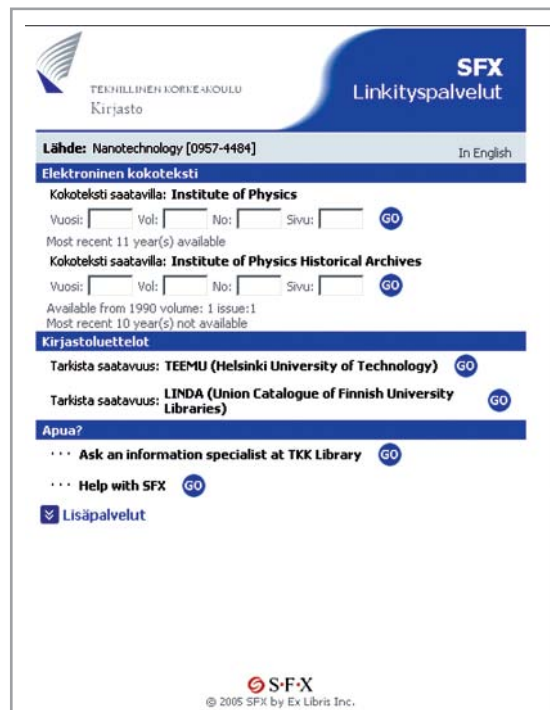 SFX
Linkityspalvelut
TEKNILLINEN KORKEAKOULU
Kirjasto
Lähde: Nanotechnology [0957-4484]
In English
Elektroninen kokoteksti
Kokoteksti saatavilla: Institute of Physics
Vuosi: Vol: No: Sivu: GO
Most recent 11 year(s) available
Kokoteksti saatavilla: Institute of Physics Historical Archives
Vuosi: Vol: No: Sivu: GO
Available from 1990 volume: 1 issue:1
Most recent 10 year(s) not available
Kirjastoluettelot
Tarkista saatavuus: TEEMU (Helsinki University of Technology) GO
Tarkista saatavuus: LINDA (Union Catalogue of Finnish University
Libraries) GO
Apua?
··· Ask an information specialist at TKK Library GO
··· Help with SFX GO
Lisäpalvelut
S·F·X
© 2005 SFX by Ex Libris Inc.